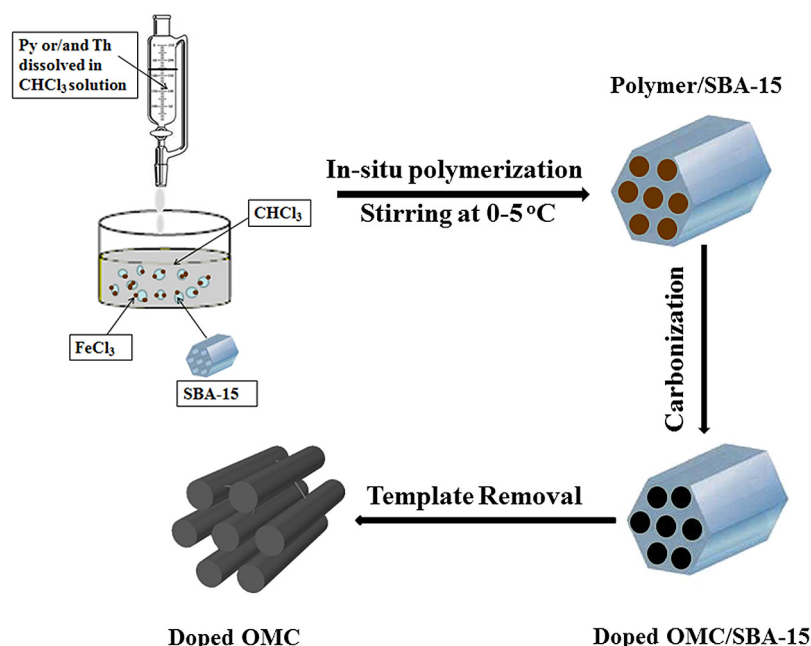 Py or/and Th
dissolved in
CHCl₃ solution
CHCl₃
FeCl₃
SBA-15
In-situ polymerization
Stirring at 0-5 °C
Polymer/SBA-15
Carbonization
Template Removal
Doped OMC
Doped OMC/SBA-15